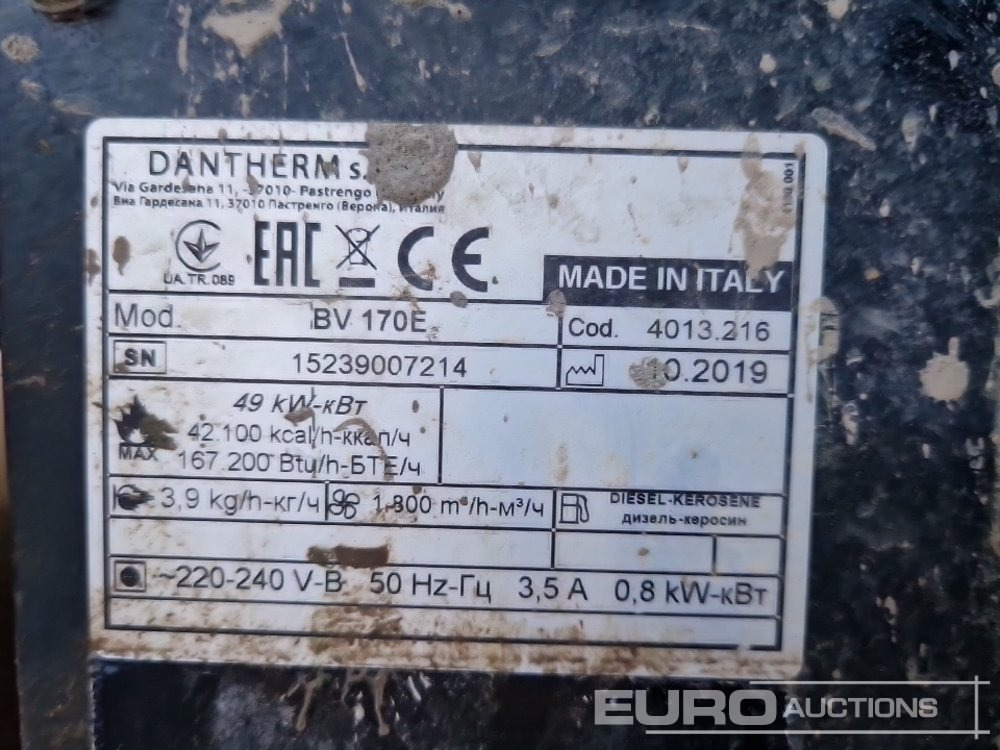 DANTHERM
Via Gardesana 11, 37010- Pastrengo
Виа Гардесана 11, 37010 Пастренго (Верона), Италия
UA.TR.089
EAC CE
MADE IN ITALY
Mod. BV 170E Cod. 4013.216
SN 15239007214 10.2019
49 kW-кВт
42.100 kcal/h-ккал/ч
MAX 167.200 Btu/h-БТЕ/ч
3,9 kg/h-кг/ч 1.800 m³/h-м³/ч DIESEL-KEROSENE
дизель-керосин
~220-240 V-В 50 Hz-Гц 3,5 A 0,8 kW-кВт
EURO AUCTIONS